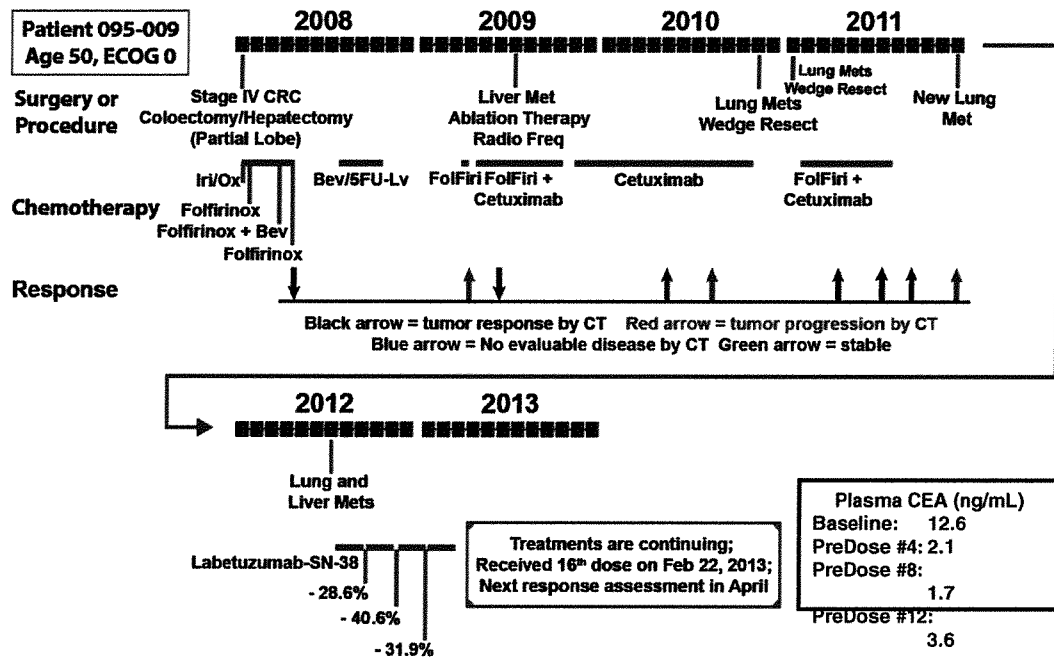 Patient 095-009
Age 50, ECOG 0
2008
2009
2010
2011
Surgery or
Procedure
Stage IV CRC
Coloectomy/Hepatectomy
(Partial Lobe)
Liver Met
Ablation Therapy
Radio Freq
Lung Mets
Wedge Resect
Lung Mets
Wedge Resect
New Lung
Met
Chemotherapy
Iri/Ox
Folfirinox
Folfirinox + Bev
Folfirinox
Bev/5FU-Lv
FolFiri
FolFiri +
Cetuximab
Cetuximab
FolFiri +
Cetuximab
Response
Black arrow = tumor response by CT Red arrow = tumor progression by CT
Blue arrow = No evaluable disease by CT Green arrow = stable
2012
2013
Lung and
Liver Mets
Labetuzumab-SN-38
- 28.6%
- 40.6%
- 31.9%
Treatments are continuing;
Received 16th dose on Feb 22, 2013;
Next response assessment in April
Plasma CEA (ng/mL)
Baseline: 12.6
PreDose #4: 2.1
PreDose #8:
1.7
PreDose #12:
3.6